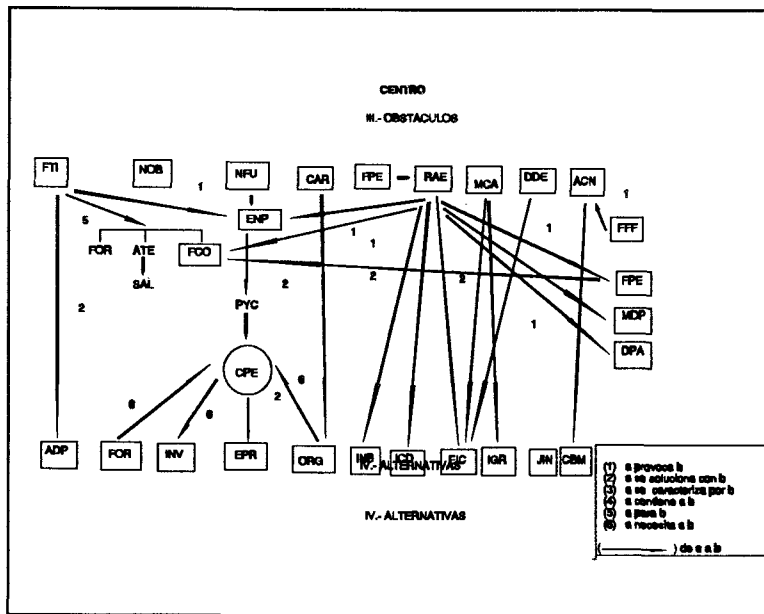 CENTRO
III.- OBSTACULOS
FTI NOB NFU CAR FPE RAE MCA DDE ACN
1 1
5 ENP FFF
FOR ATE FCO 1 1 1
SAL 2 2 2 FPE
2 PYC MDP
1 DPA
CPE
6 6 2 6
ADP FOR INV EPR ORG IMB ICD EIC IGR JIN CBM
IV.- ALTERNATIVAS
IV.- ALTERNATIVAS
(1) a provoca b
(2) a se soluciona con b
(3) a se caracteriza por b
(4) a contiene a b
(5) a para b
(6) a necesita a b
( ) de a a b